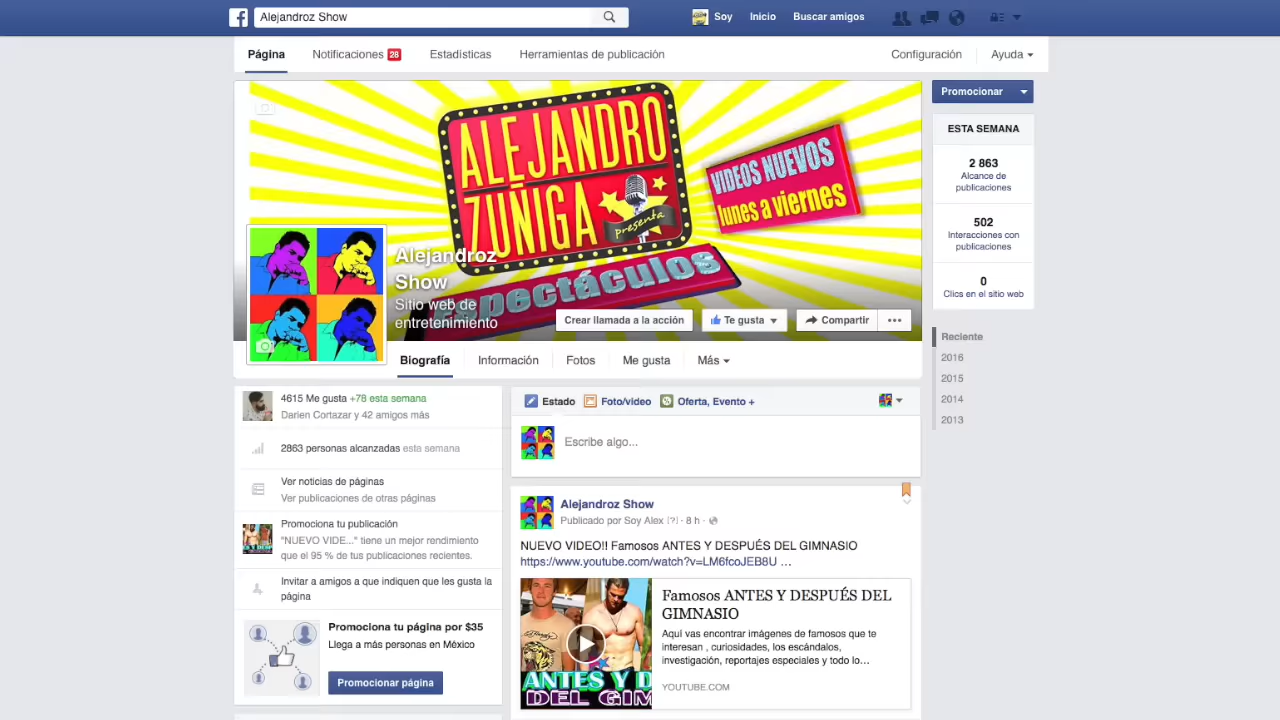 Alejandroz Show
Soy
Inicio
Buscar amigos
Página
Notificaciones 28
Estadísticas
Herramientas de publicación
Configuración
Ayuda
ALEJANDRO
ZUÑIGA
presenta
espectáculos
VIDEOS NUEVOS
lunes a viernes
Alejandroz
Show
Sitio web de
entretenimiento
Crear llamada a la acción
Te gusta
Compartir
Promocionar
ESTA SEMANA
2 863
Alcance de
publicaciones
502
Interacciones con
publicaciones
0
Clics en el sitio web
Reciente
2016
2015
2014
2013
Biografía
Información
Fotos
Me gusta
Más
4615 Me gusta +78 esta semana
Darien Cortazar y 42 amigos más
2863 personas alcanzadas esta semana
Ver noticias de páginas
Ver publicaciones de otras páginas
Promociona tu publicación
"NUEVO VIDE..." tiene un mejor rendimiento
que el 95 % de tus publicaciones recientes.
Invitar a amigos a que indiquen que les gusta la
página
Promociona tu página por $35
Llega a más personas en México
Promocionar página
Estado
Foto/video
Oferta, Evento +
Escribe algo...
Alejandroz Show
Publicado por Soy Alex [?] · 8 h ·
NUEVO VIDEO!! Famosos ANTES Y DESPUÉS DEL GIMNASIO
https://www.youtube.com/watch?v=LM6fcoJEB8U ...
ANTES Y D
DEL GIM
Famosos ANTES Y DESPUÉS DEL
GIMNASIO
Aquí vas encontrar imágenes de famosos que te
interesan , curiosidades, los escándalos,
investigación, reportajes especiales y todo lo…
YOUTUBE.COM